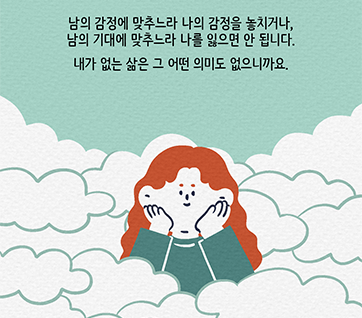 남의 감정에 맞추느라 나의 감정을 놓치거나,
남의 기대에 맞추느라 나를 잃으면 안 됩니다.
내가 없는 삶은 그 어떤 의미도 없으니까요.